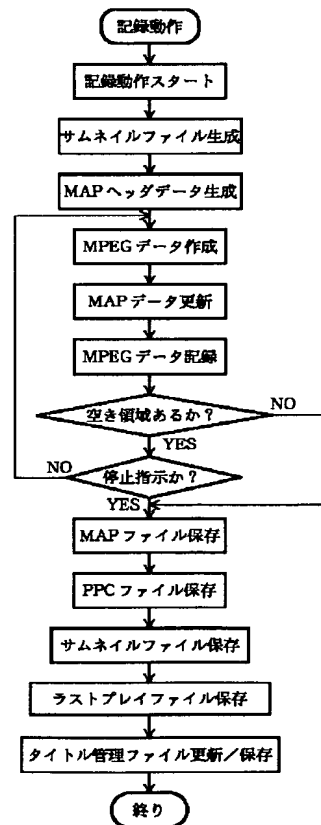 記録動作
記録動作スタート
サムネイルファイル生成
MAPヘッダデータ生成
MPEGデータ作成
MAPデータ更新
MPEGデータ記録
空き領域あるか？
NO
YES
停止指示か？
NO
YES
MAPファイル保存
PPCファイル保存
サムネイルファイル保存
ラストプレイファイル保存
タイトル管理ファイル更新／保存
終り